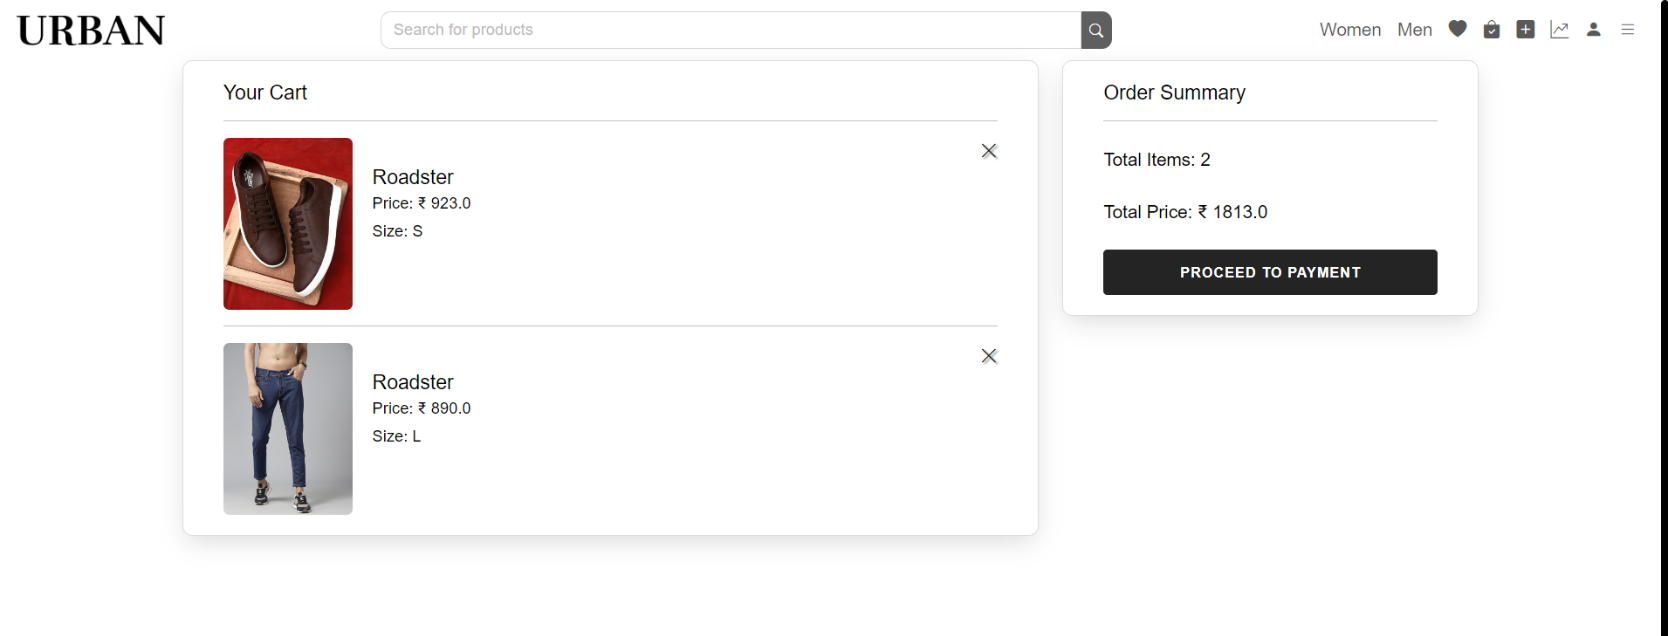 URBAN
Search for products
Women
Men
Your Cart
Roadster
Price: ₹ 923.0
Size: S
Roadster
Price: ₹ 890.0
Size: L
Order Summary
Total Items: 2
Total Price: ₹ 1813.0
PROCEED TO PAYMENT